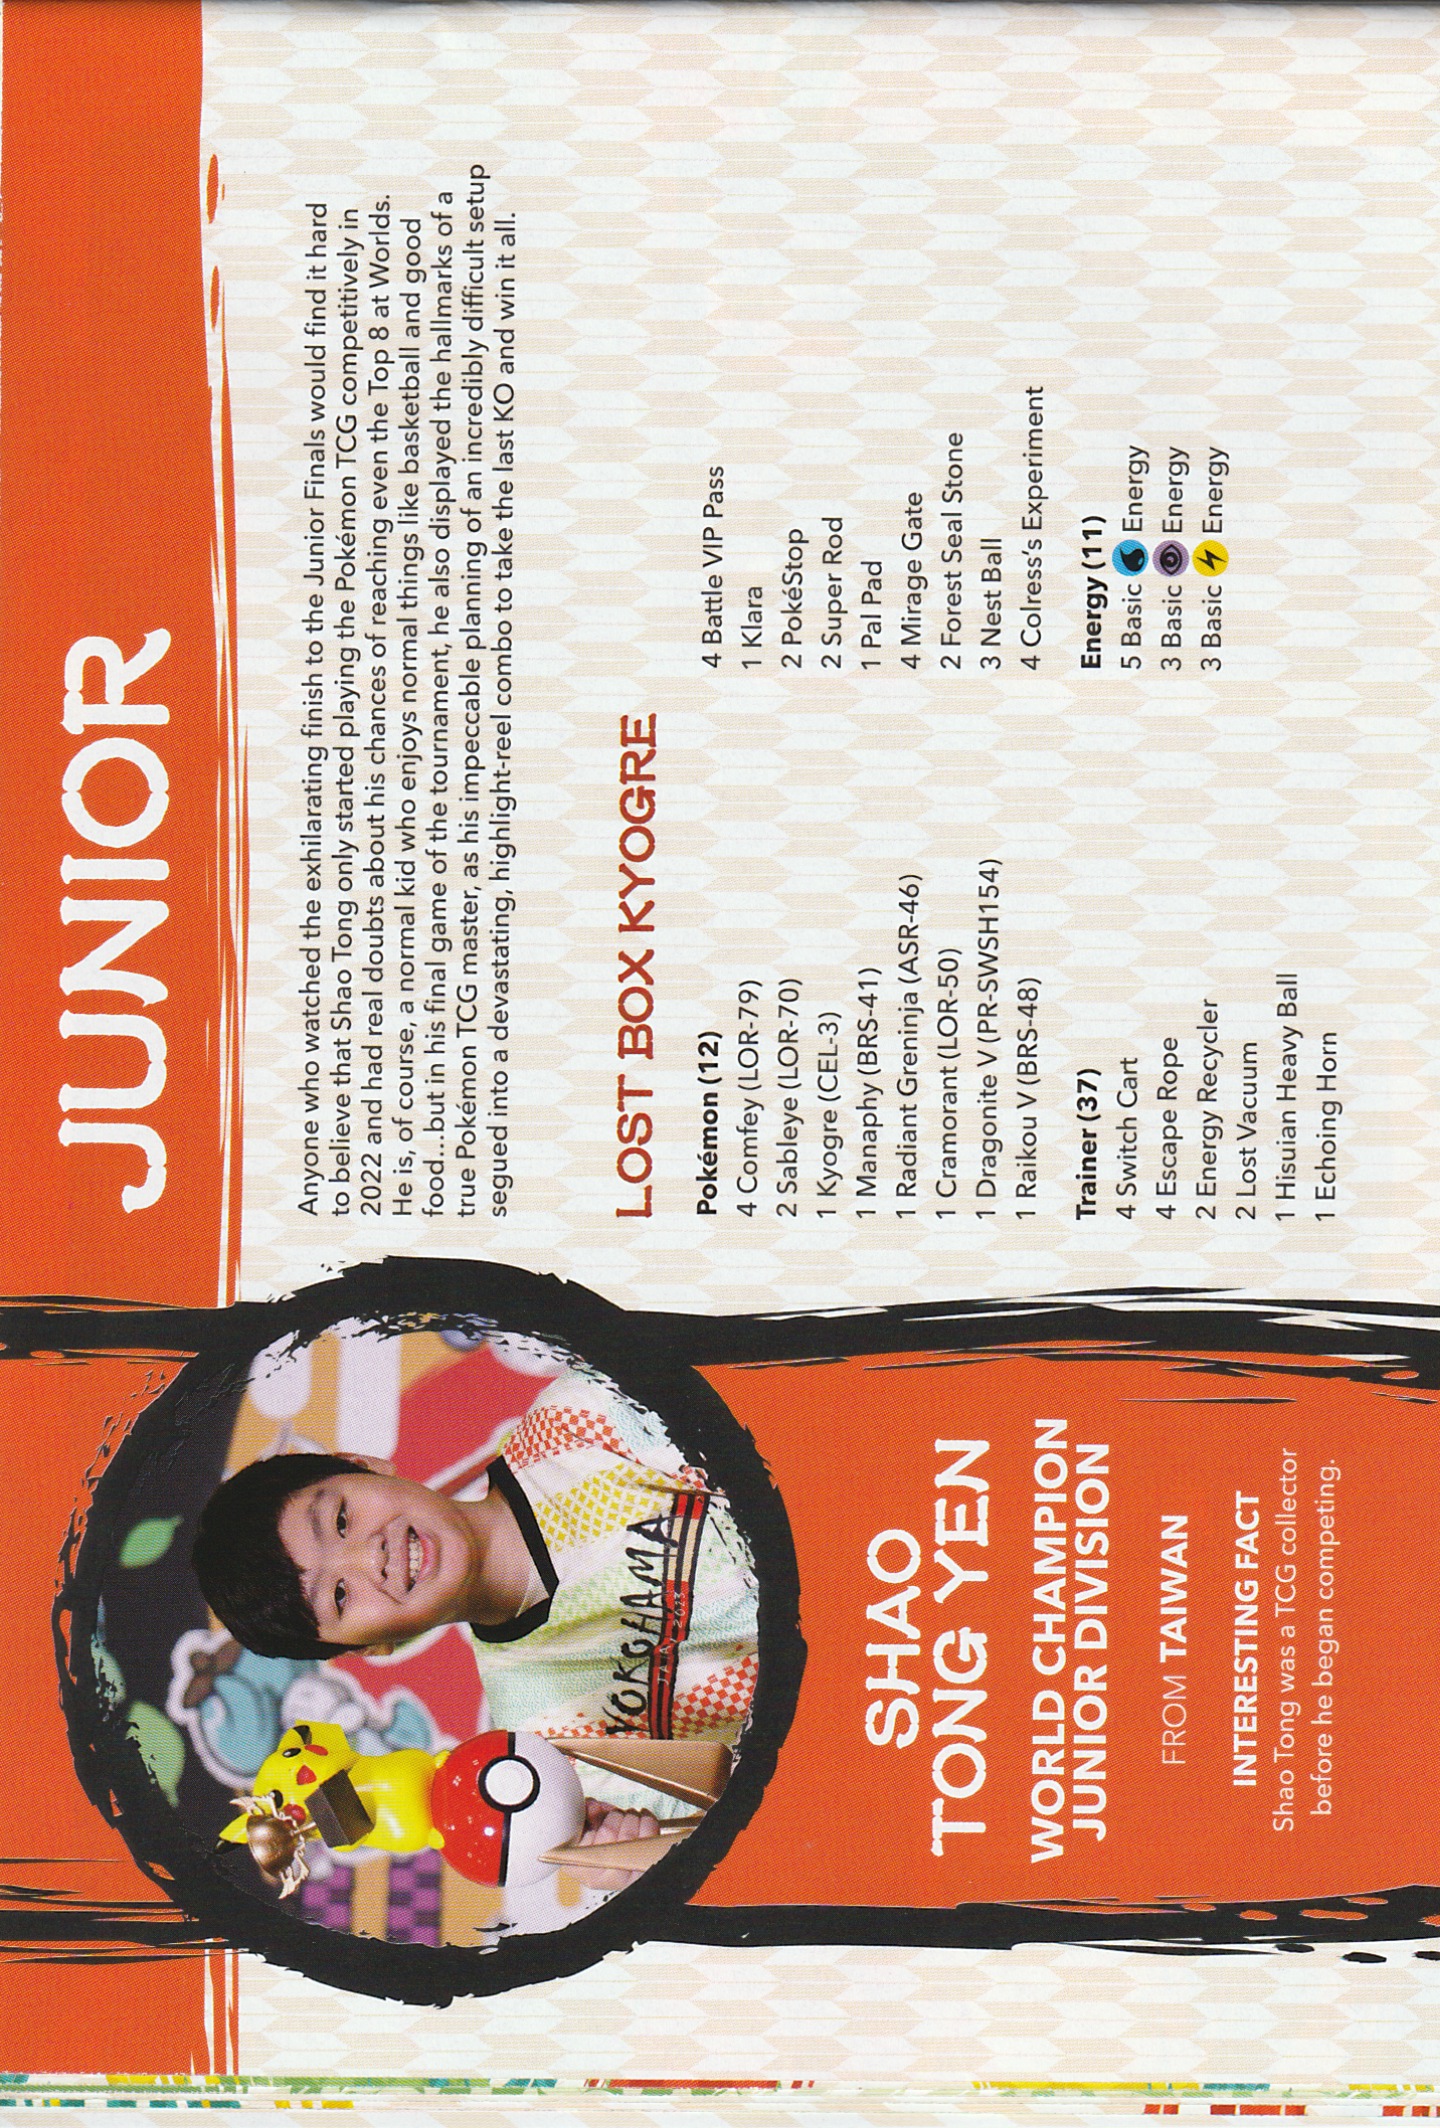 JUNIOR
Anyone who watched the exhilarating finish to the Junior Finals would find it hard
to believe that Shao Tong only started playing the Pokémon TCG competitively in
2022 and had real doubts about his chances of reaching even the Top 8 at Worlds.
He is, of course, a normal kid who enjoys normal things like basketball and good
food...but in his final game of the tournament, he also displayed the hallmarks of a
true Pokémon TCG master, as his impeccable planning of an incredibly difficult setup
segued into a devastating, highlight-reel combo to take the last KO and win it all.
YOKOHAMA
JAPAN 2023
SHAO
TONG YEN
WORLD CHAMPION
JUNIOR DIVISION
FROM TAIWAN
INTERESTING FACT
Shao Tong was a TCG collector
before he began competing.
LOST BOX KYOGRE
Pokémon (12)
4 Comfey (LOR-79)
2 Sableye (LOR-70)
1 Kyogre (CEL-3)
1 Manaphy (BRS-41)
1 Radiant Greninja (ASR-46)
1 Cramorant (LOR-50)
1 Dragonite V (PR-SWSH154)
1 Raikou V (BRS-48)
Trainer (37)
4 Switch Cart
4 Escape Rope
2 Energy Recycler
2 Lost Vacuum
1 Hisuian Heavy Ball
1 Echoing Horn
4 Battle VIP Pass
1 Klara
2 PokéStop
2 Super Rod
1 Pal Pad
4 Mirage Gate
2 Forest Seal Stone
3 Nest Ball
4 Colress's Experiment
Energy (11)
5 Basic Energy
3 Basic Energy
3 Basic Energy